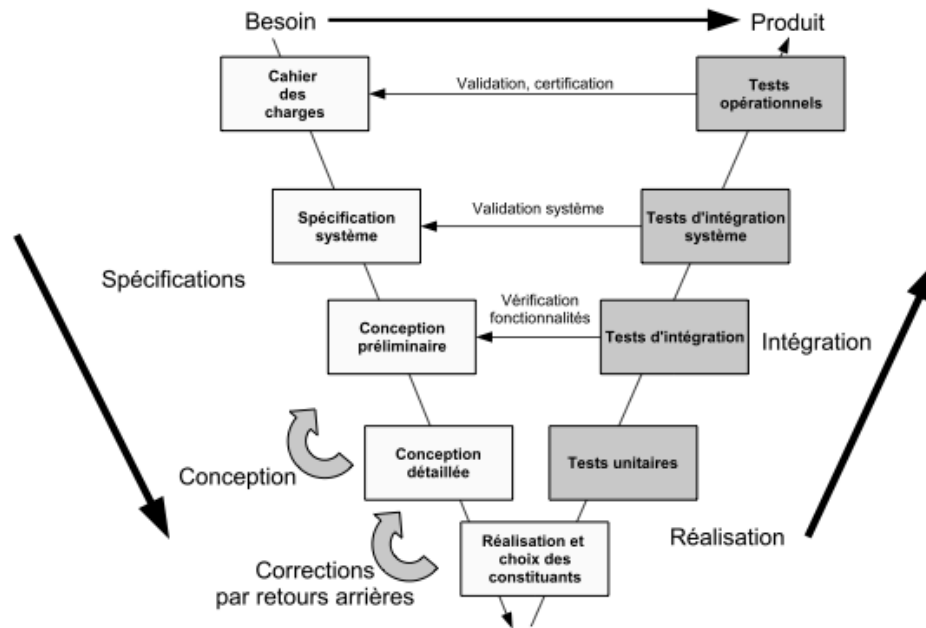 Besoin
Produit
Cahier
des
charges
Validation, certification
Tests
opérationnels
Spécification
système
Validation système
Tests d'intégration
système
Spécifications
Conception
préliminaire
Vérification
fonctionnalités
Tests d'intégration
Intégration
Conception
Conception
détaillée
Tests unitaires
Réalisation et
choix des
constituants
Réalisation
Corrections
par retours arrières